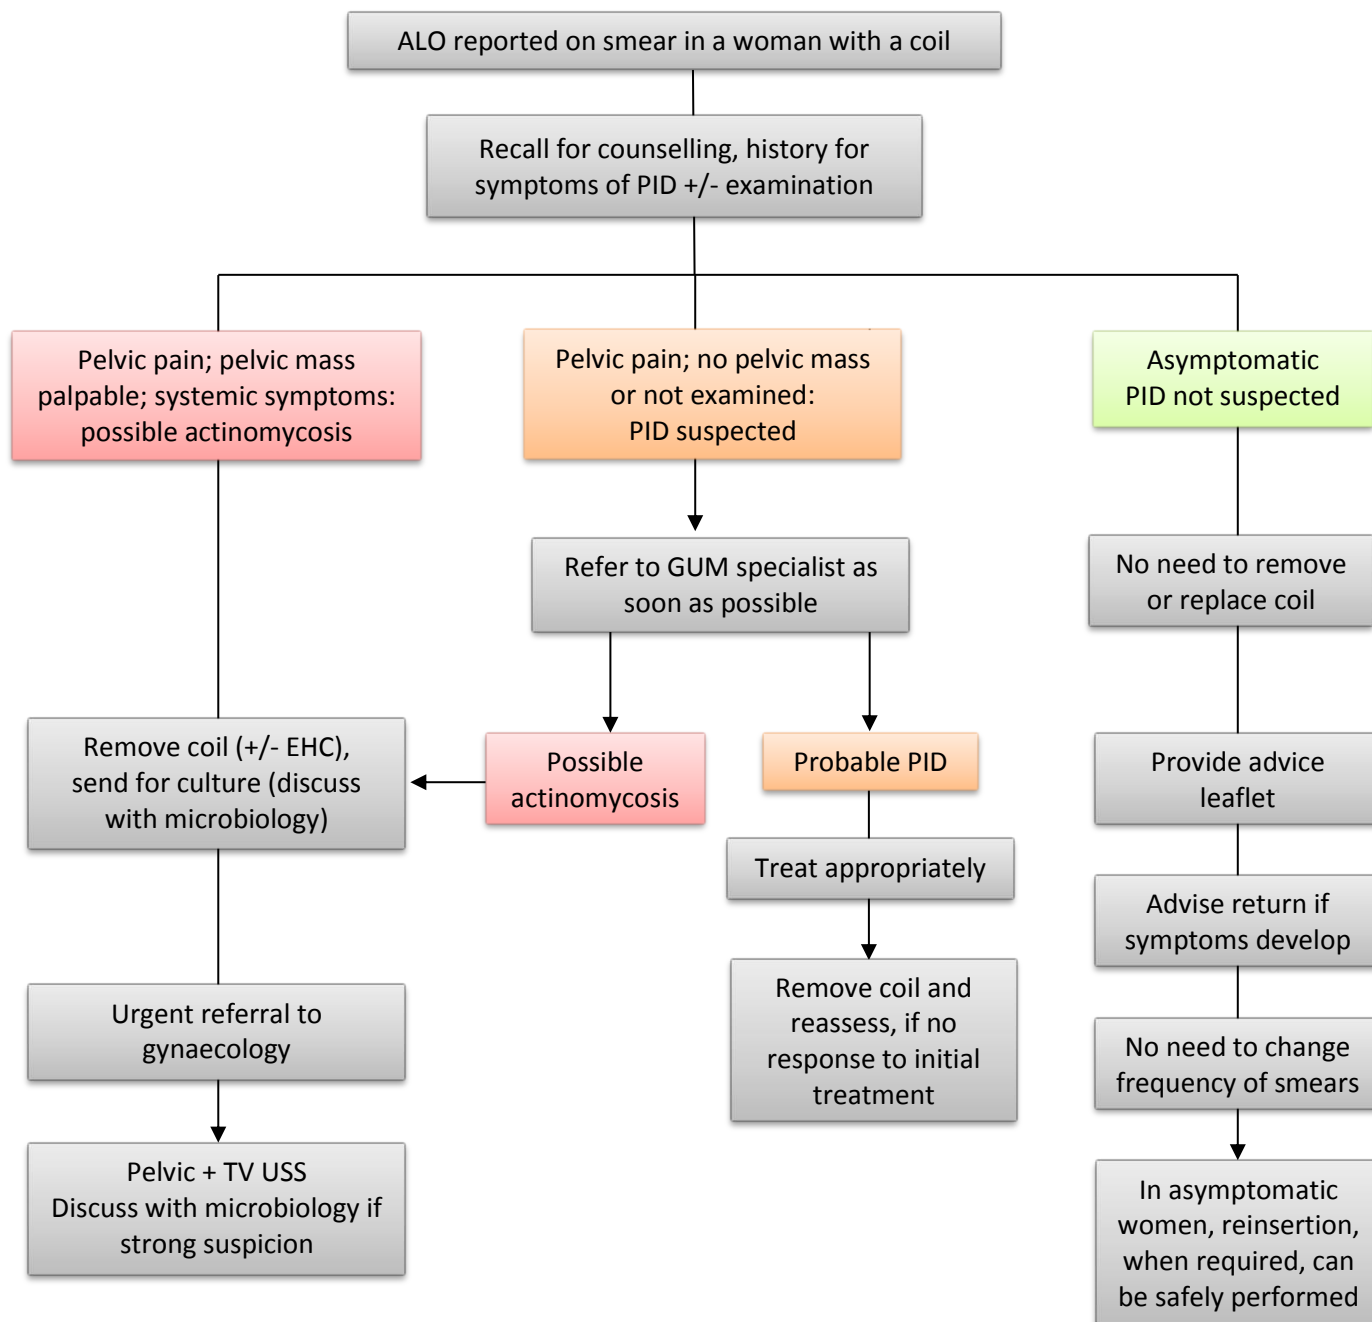 ALO reported on smear in a woman with a coil
Recall for counselling, history for
symptoms of PID +/- examination
Pelvic pain; pelvic mass
palpable; systemic symptoms:
possible actinomycosis
Pelvic pain; no pelvic mass
or not examined:
PID suspected
Asymptomatic
PID not suspected
Refer to GUM specialist as
soon as possible
No need to remove
or replace coil
Remove coil (+/- EHC),
send for culture (discuss
with microbiology)
Possible
actinomycosis
Probable PID
Provide advice
leaflet
Treat appropriately
Advise return if
symptoms develop
Urgent referral to
gynaecology
Remove coil and
reassess, if no
response to initial
treatment
No need to change
frequency of smears
Pelvic + TV USS
Discuss with microbiology if
strong suspicion
In asymptomatic
women, reinsertion,
when required, can
be safely performed